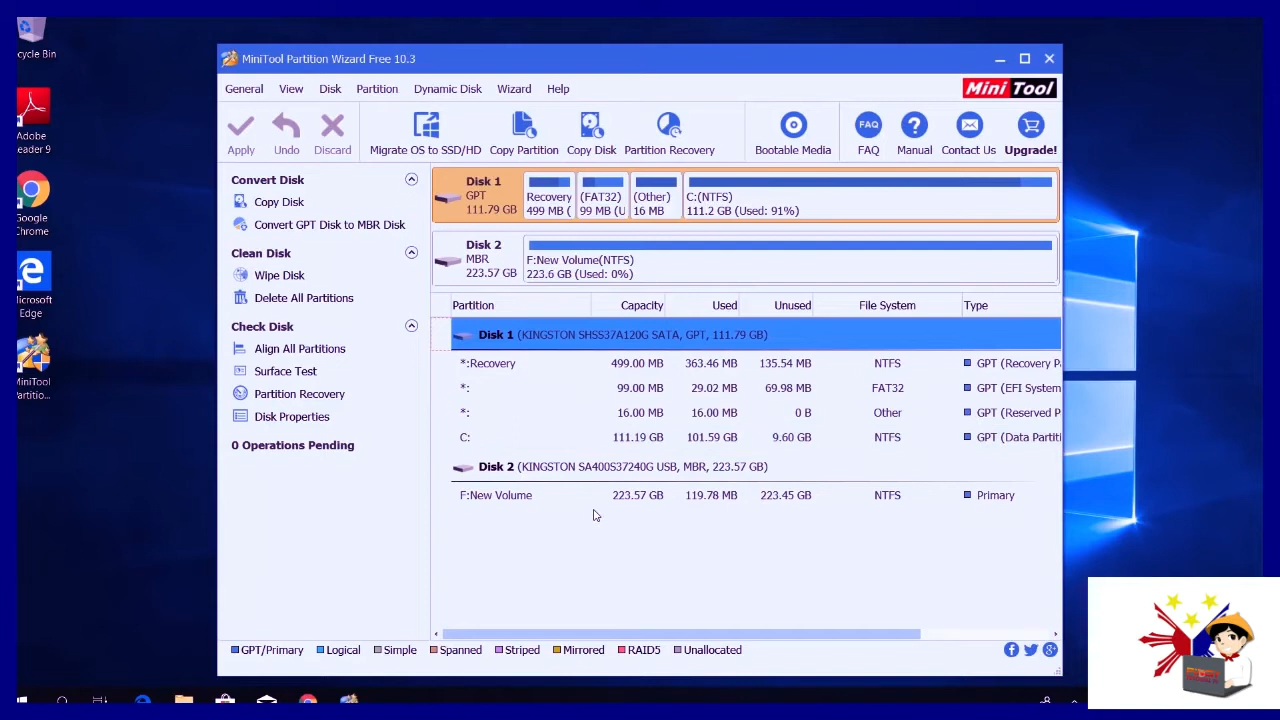 cycle Bin
Adobe
eader 9
Google
Chrome
icrosoft
Edge
MiniTool
Partitio...
MiniTool Partition Wizard Free 10.3
General View Disk Partition Dynamic Disk Wizard Help
Mini Tool
Apply Undo Discard Migrate OS to SSD/HD Copy Partition Copy Disk Partition Recovery Bootable Media FAQ FAQ Manual Contact Us Upgrade!
Convert Disk
Copy Disk
Convert GPT Disk to MBR Disk
Clean Disk
Wipe Disk
Delete All Partitions
Check Disk
Align All Partitions
Surface Test
Partition Recovery
Disk Properties
0 Operations Pending
Disk 1
GPT
111.79 GB
Recovery
499 MB (
(FAT32)
99 MB (U
(Other)
16 MB
C:(NTFS)
111.2 GB (Used: 91%)
Disk 2
MBR
223.57 GB
F:New Volume(NTFS)
223.6 GB (Used: 0%)
Partition Capacity Used Unused File System Type
Disk 1 (KINGSTON SHSS37A120G SATA, GPT, 111.79 GB)
*:Recovery 499.00 MB 363.46 MB 135.54 MB NTFS GPT (Recovery P
*: 99.00 MB 29.02 MB 69.98 MB FAT32 GPT (EFI System
*: 16.00 MB 16.00 MB 0 B Other GPT (Reserved P
C: 111.19 GB 101.59 GB 9.60 GB NTFS GPT (Data Partiti
Disk 2 (KINGSTON SA400S37240G USB, MBR, 223.57 GB)
F:New Volume 223.57 GB 119.78 MB 223.45 GB NTFS Primary
GPT/Primary Logical Simple Spanned Striped Mirrored RAID5 Unallocated